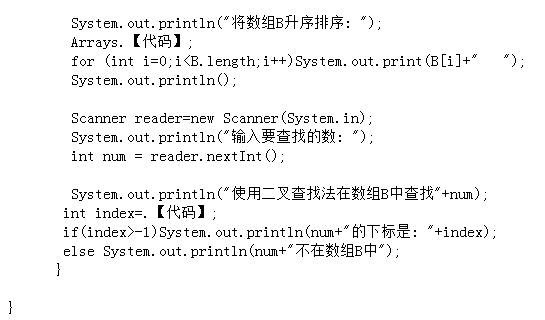 System.out.println("将数组B升序排序：");
Arrays.【代码】;
for (int i=0;i<B.length;i++)System.out.print(B[i]+"   ");
System.out.println();
Scanner reader=new Scanner(System.in);
System.out.println("输入要查找的数：");
int num = reader.nextInt();
System.out.println("使用二叉查找法在数组B中查找"+num);
int index=.【代码】;
if(index>-1)System.out.println(num+"的下标是："+index);
else System.out.println(num+"不在数组B中");
}
}